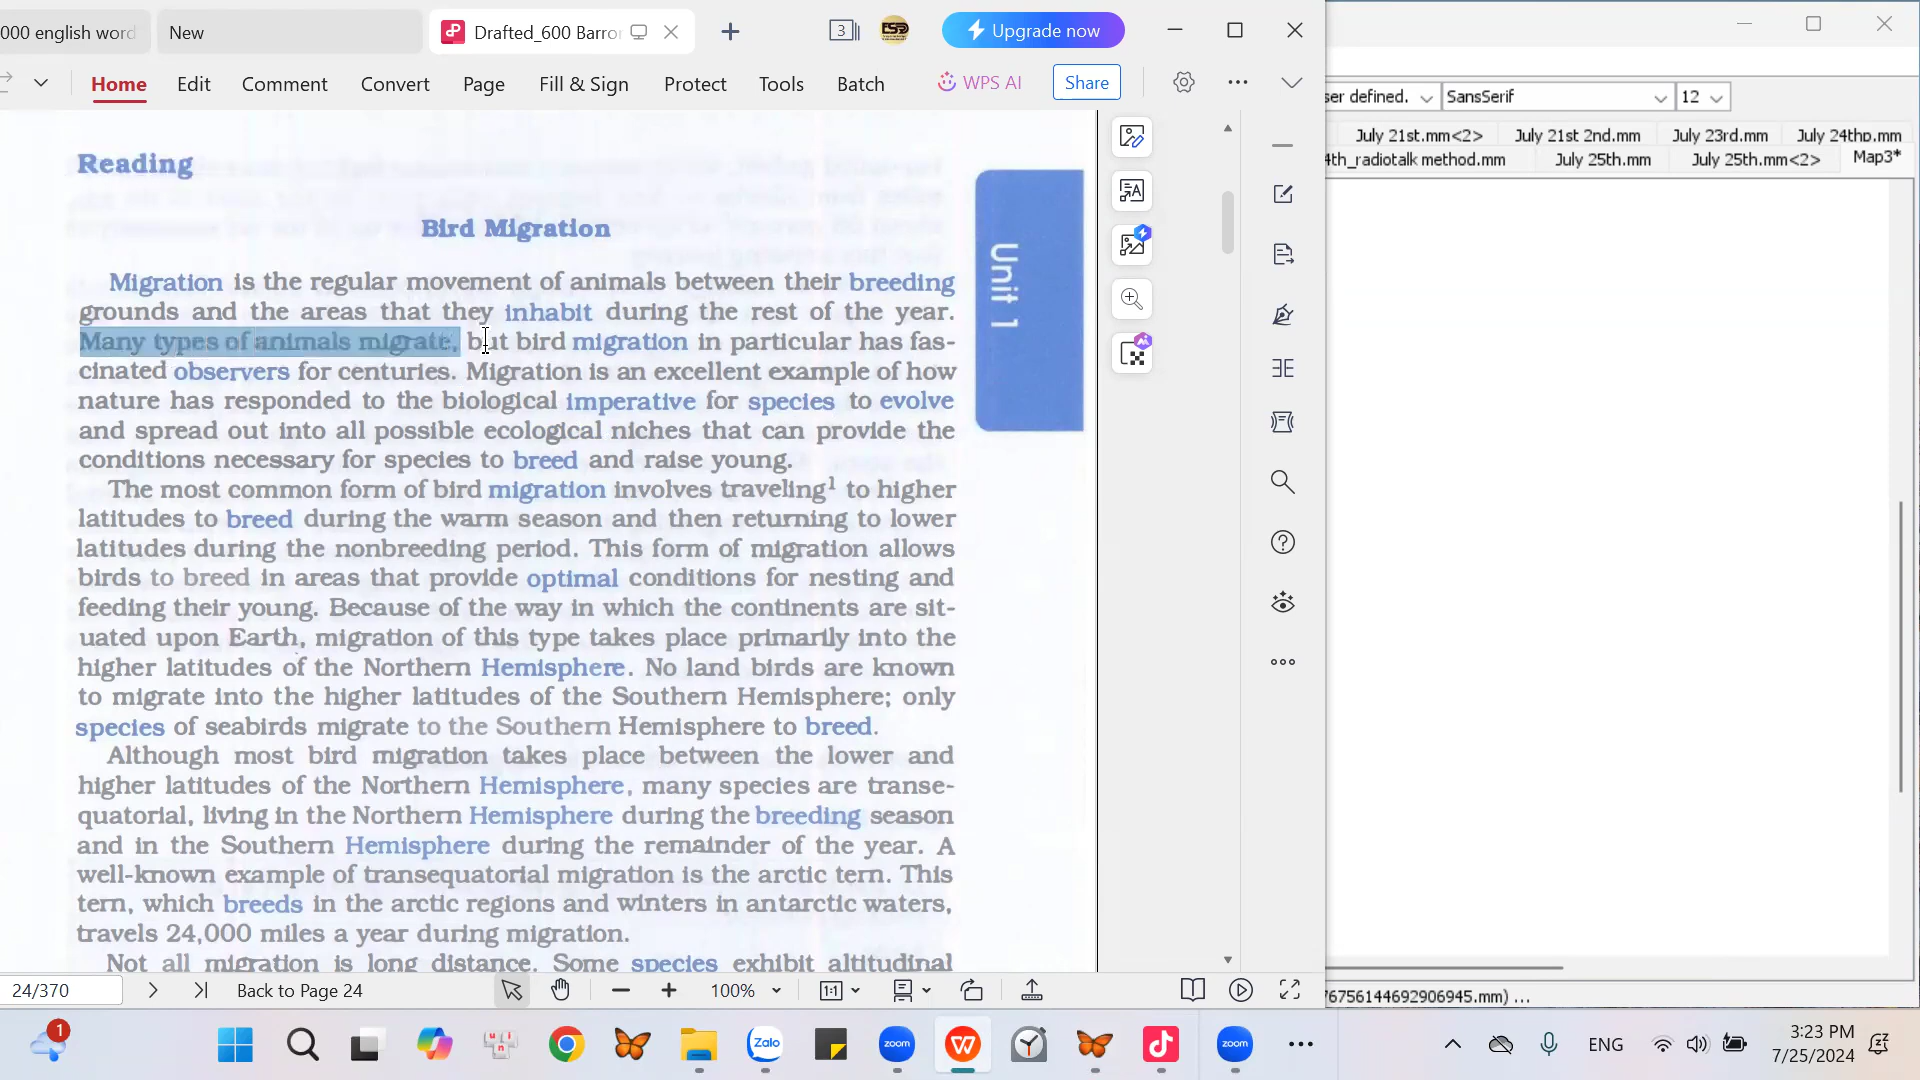 000 english word
New
Drafted_600 Barro
3
Upgrade now
Home
Edit
Comment
Convert
Page
Fill & Sign
Protect
Tools
Batch
WPS AI
Share
Reading
Bird Migration
Migration is the regular movement of animals between their breeding
grounds and the areas that they inhabit during the rest of the year.
Many types of animals migrate, but bird migration in particular has fas-
cinated observers for centuries. Migration is an excellent example of how
nature has responded to the biological imperative for species to evolve
and spread out into all possible ecological niches that can provide the
conditions necessary for species to breed and raise young.
The most common form of bird migration involves traveling¹ to higher
latitudes to breed during the warm season and then returning to lower
latitudes during the nonbreeding period. This form of migration allows
birds to breed in areas that provide optimal conditions for nesting and
feeding their young. Because of the way in which the continents are sit-
uated upon Earth, migration of this type takes place primarily into the
higher latitudes of the Northern Hemisphere. No land birds are known
to migrate into the higher latitudes of the Southern Hemisphere; only
species of seabirds migrate to the Southern Hemisphere to breed.
Although most bird migration takes place between the lower and
higher latitudes of the Northern Hemisphere, many species are transe-
quatorial, living in the Northern Hemisphere during the breeding season
and in the Southern Hemisphere during the remainder of the year. A
well-known example of transequatorial migration is the arctic tern. This
tern, which breeds in the arctic regions and winters in antarctic waters,
travels 24,000 miles a year during migration.
Not all migration is long distance. Some species exhibit altitudinal
Unit 1
24/370
Back to Page 24
100%
1:1
ser defined.
SansSerif
12
July 21st.mm<2>
July 21st 2nd.mm
July 23rd.mm
July 24thp.mm
4th_radiotalk method.mm
July 25th.mm
July 25th.mm<2>
Map3*
76756144692906945.mm) ...
1
Zalo
zoom
zoom
ENG
3:23 PM
7/25/2024